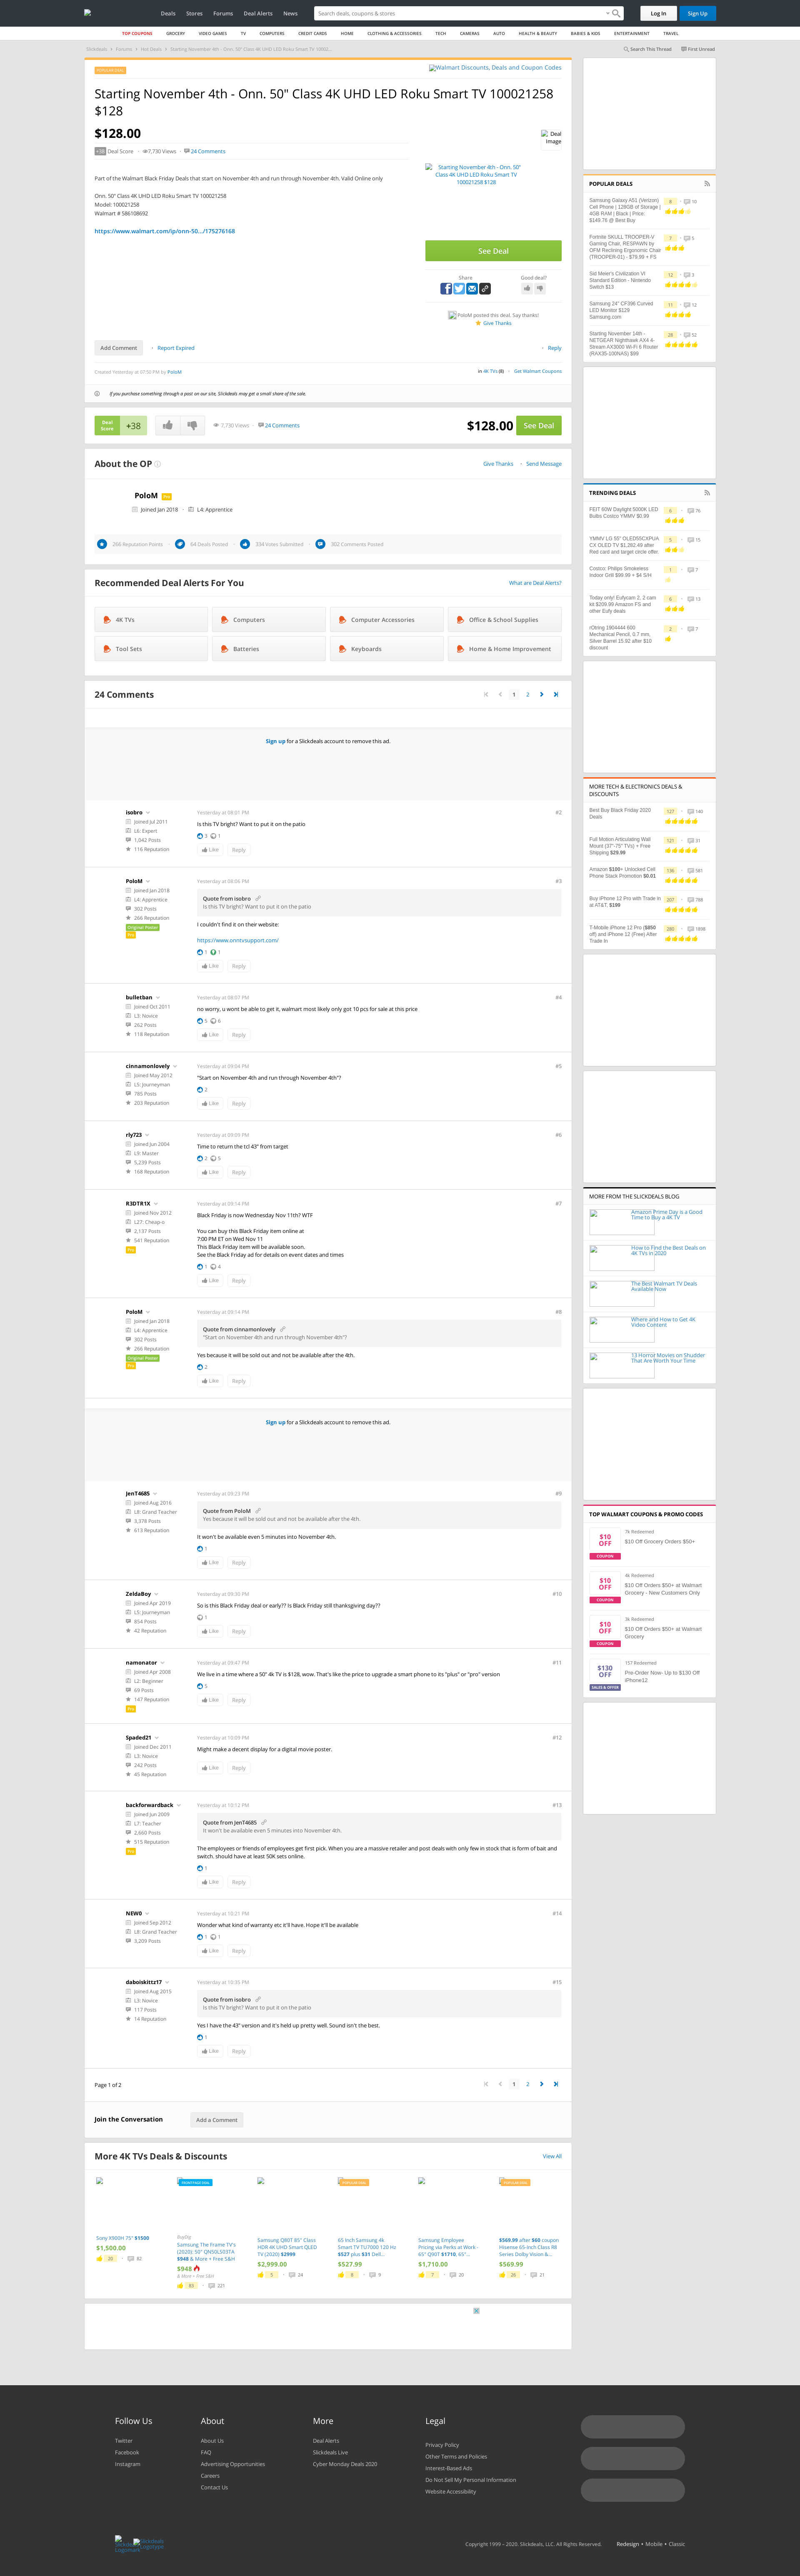 Deals Stores Forums Deal Alerts News
Search deals, coupons & stores
Log In
Sign Up
TOP COUPONS GROCERY VIDEO GAMES TV COMPUTERS CREDIT CARDS HOME CLOTHING & ACCESSORIES TECH CAMERAS AUTO HEALTH & BEAUTY BABIES & KIDS ENTERTAINMENT TRAVEL
Slickdeals > Forums > Hot Deals > Starting November 4th - Onn. 50" Class 4K UHD LED Roku Smart TV 10002...
Search This Thread
First Unread
POPULAR DEAL
Walmart Discounts, Deals and Coupon Codes
Starting November 4th - Onn. 50" Class 4K UHD LED Roku Smart TV 100021258
$128
$128.00
Deal Image
+38 Deal Score
7,730 Views
24 Comments
Starting November 4th - Onn. 50" Class 4K UHD LED Roku Smart TV 100021258 $128
Part of the Walmart Black Friday Deals that start on November 4th and run through November 4th. Valid Online only
Onn. 50" Class 4K UHD LED Roku Smart TV 100021258
Model: 100021258
Walmart # 586108692
https://www.walmart.com/ip/onn-50.../175276168
See Deal
Share
Good deal?
PoloM posted this deal. Say thanks!
Give Thanks
Add Comment
Report Expired
Reply
Created Yesterday at 07:50 PM by PoloM
in 4K TVs (8)
Get Walmart Coupons
If you purchase something through a post on our site, Slickdeals may get a small share of the sale.
Deal Score
+38
7,730 Views
24 Comments
$128.00
See Deal
About the OP
Give Thanks
Send Message
PoloM Pro
Joined Jan 2018
L4: Apprentice
266 Reputation Points
64 Deals Posted
334 Votes Submitted
302 Comments Posted
Recommended Deal Alerts For You
What are Deal Alerts?
4K TVs
Computers
Computer Accessories
Office & School Supplies
Tool Sets
Batteries
Keyboards
Home & Home Improvement
24 Comments
1 2
Sign up for a Slickdeals account to remove this ad.
isobro
Joined Jul 2011
L6: Expert
1,042 Posts
116 Reputation
Yesterday at 08:01 PM
#2
Is this TV bright? Want to put it on the patio
3 1
Like Reply
PoloM
Joined Jan 2018
L4: Apprentice
302 Posts
266 Reputation
Original Poster
Pro
Yesterday at 08:06 PM
#3
Quote from isobro
Is this TV bright? Want to put it on the patio
I couldn't find it on their website:
https://www.onntvsupport.com/
1 1
Like Reply
bulletban
Joined Oct 2011
L3: Novice
262 Posts
118 Reputation
Yesterday at 08:07 PM
#4
no worry, u wont be able to get it, walmart most likely only got 10 pcs for sale at this price
5 6
Like Reply
cinnamonlovely
Joined May 2012
L5: Journeyman
785 Posts
203 Reputation
Yesterday at 09:04 PM
#5
"Start on November 4th and run through November 4th"?
2
Like Reply
rly723
Joined Jun 2004
L9: Master
5,239 Posts
168 Reputation
Yesterday at 09:09 PM
#6
Time to return the tcl 43" from target
2 5
Like Reply
R3DTR1X
Joined Nov 2012
L27: Cheap-o
2,137 Posts
541 Reputation
Pro
Yesterday at 09:14 PM
#7
Black Friday is now Wednesday Nov 11th? WTF
You can buy this Black Friday item online at
7:00 PM ET on Wed Nov 11
This Black Friday item will be available soon.
See the Black Friday ad for details on event dates and times
1 4
Like Reply
PoloM
Joined Jan 2018
L4: Apprentice
302 Posts
266 Reputation
Original Poster
Pro
Yesterday at 09:14 PM
#8
Quote from cinnamonlovely
"Start on November 4th and run through November 4th"?
Yes because it will be sold out and not be available after the 4th.
2
Like Reply
Sign up for a Slickdeals account to remove this ad.
JenT4685
Joined Aug 2016
L8: Grand Teacher
3,378 Posts
613 Reputation
Yesterday at 09:23 PM
#9
Quote from PoloM
Yes because it will be sold out and not be available after the 4th.
It won't be available even 5 minutes into November 4th.
1
Like Reply
ZeldaBoy
Joined Apr 2019
L5: Journeyman
854 Posts
42 Reputation
Yesterday at 09:30 PM
#10
So is this Black Friday deal or early?? Is Black Friday still thanksgiving day??
1
Like Reply
namonator
Joined Apr 2008
L2: Beginner
69 Posts
147 Reputation
Pro
Yesterday at 09:47 PM
#11
We live in a time where a 50" 4k TV is $128, wow. That's like the price to upgrade a smart phone to its "plus" or "pro" version
5
Like Reply
Spaded21
Joined Dec 2011
L3: Novice
242 Posts
45 Reputation
Yesterday at 10:09 PM
#12
Might make a decent display for a digital movie poster.
Like Reply
backforwardback
Joined Jun 2009
L7: Teacher
2,660 Posts
515 Reputation
Pro
Yesterday at 10:12 PM
#13
Quote from JenT4685
It won't be available even 5 minutes into November 4th.
The employees or friends of employees get first pick. When you are a massive retailer and post deals with only few in stock that is form of bait and
switch. should have at least 50K sets online.
1
Like Reply
NEW0
Joined Sep 2012
L8: Grand Teacher
3,209 Posts
Yesterday at 10:21 PM
#14
Wonder what kind of warranty etc it'll have. Hope it'll be available
1 1
Like Reply
daboiskittz17
Joined Aug 2015
L3: Novice
117 Posts
14 Reputation
Yesterday at 10:35 PM
#15
Quote from isobro
Is this TV bright? Want to put it on the patio
Yes I have the 43" version and it's held up pretty well. Sound isn't the best.
1
Like Reply
Page 1 of 2
1 2
Join the Conversation
Add a Comment
More 4K TVs Deals & Discounts
View All
Sony X900H 75" $1500
$1,500.00
20 82
FRONTPAGE DEAL
BuyDig
Samsung The Frame TV's (2020): 50" QN50LS03TA $948 & More + Free S&H
$948
& More + Free S&H
83 221
Samsung Q80T 85" Class HDR 4K UHD Smart QLED TV (2020) $2999
$2,999.00
5 24
POPULAR DEAL
65 Inch Samsung 4k Smart TV TU7000 120 Hz $527 plus $31 Dell...
$527.99
8 9
Samsung Employee Pricing via Perks at Work - 65" Q90T $1710, 65"...
$1,710.00
7 20
POPULAR DEAL
$569.99 after $60 coupon Hisense 65-Inch Class R8 Series Dolby Vision &...
$569.99
20 21
POPULAR DEALS
Samsung Galaxy A51 (Verizon) Cell Phone | 128GB of Storage | 4GB RAM | Black | Price: $149.76 @ Best Buy
8 19
Fortnite SKULL TROOPER-V Gaming Chair, RESPAWN by OFM Reclining Ergonomic Chair (TROOPER-01) - $79.99 + FS
7 5
Sid Meier's Civilization VI Standard Edition - Nintendo Switch $13
12 3
Samsung 24" CF396 Curved LED Monitor $129 Samsung.com
11 12
Starting November 14th - NETGEAR Nighthawk AX4 4-Stream AX3000 Wi-Fi 6 Router (RAX35-100NAS) $99
28 52
TRENDING DEALS
FEIT 60W Daylight 5000K LED Bulbs Costco YMMV $0.99
6 76
YMMV LG 55" OLED55CXPUA CX OLED TV $1,282.49 after Red card and target circle offer.
5 15
Costco: Philips Smokeless Indoor Grill $99.99 + $4 S/H
1 7
Today only! Eufycam 2, 2 cam kit $209.99 Amazon FS and other Eufy deals
6 13
rOtring 1904444 600 Mechanical Pencil, 0.7 mm, Silver Barrel 15.92 after $10 discount
2 7
MORE TECH & ELECTRONICS DEALS & DISCOUNTS
Best Buy Black Friday 2020 Deals
127 140
Full Motion Articulating Wall Mount (37"-75" TVs) + Free Shipping $29.99
121 31
Amazon $100+ Unlocked Cell Phone Stack Promotion $0.01
136 581
Buy iPhone 12 Pro with Trade in at AT&T, $199
207 788
T-Mobile iPhone 12 Pro ($850 off) and iPhone 12 (Free) After Trade in
280 1938
MORE FROM THE SLICKDEALS BLOG
Amazon Prime Day is a Good Time to Buy a 4K TV
How to Find the Best Deals on 4K TVs in 2020
The Best Walmart TV Deals Available Now
Where and How to Get 4K Video Content
13 Horror Movies on Shudder That Are Worth Your Time
TOP WALMART COUPONS & PROMO CODES
$10 OFF
COUPON
7k Redeemed
$10 Off Grocery Orders $50+
$10 OFF
COUPON
4k Redeemed
$10 Off Orders $50+ at Walmart Grocery - New Customers Only
$10 OFF
COUPON
3k Redeemed
$10 Off Orders $50+ at Walmart Grocery
$130 OFF
SALES & OFFER
157 Redeemed
Pre-Order Now- Up to $130 Off iPhone12
Follow Us
Twitter
Facebook
Instagram
About
About Us
FAQ
Advertising Opportunities
Careers
Contact Us
More
Deal Alerts
Slickdeals Live
Cyber Monday Deals 2020
Legal
Privacy Policy
Other Terms and Policies
Interest-Based Ads
Do Not Sell My Personal Information
Website Accessibility
Copyright 1999 – 2020. Slickdeals, LLC. All Rights Reserved.
Redesign • Mobile • Classic